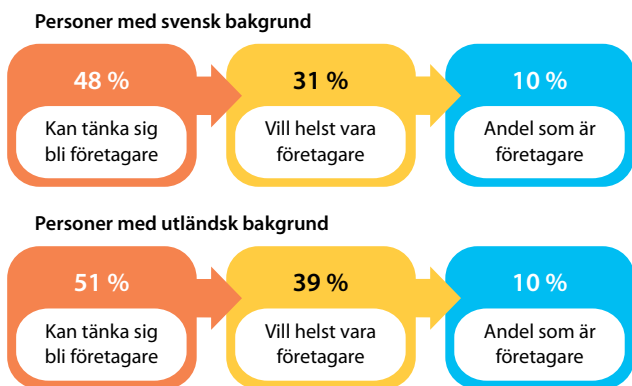 Personer med svensk bakgrund
48 %
Kan tänka sig
bli företagare
31 %
Vill helst vara
företagare
10 %
Andel som är
företagare
Personer med utländsk bakgrund
51 %
Kan tänka sig
bli företagare
39 %
Vill helst vara
företagare
10 %
Andel som är
företagare